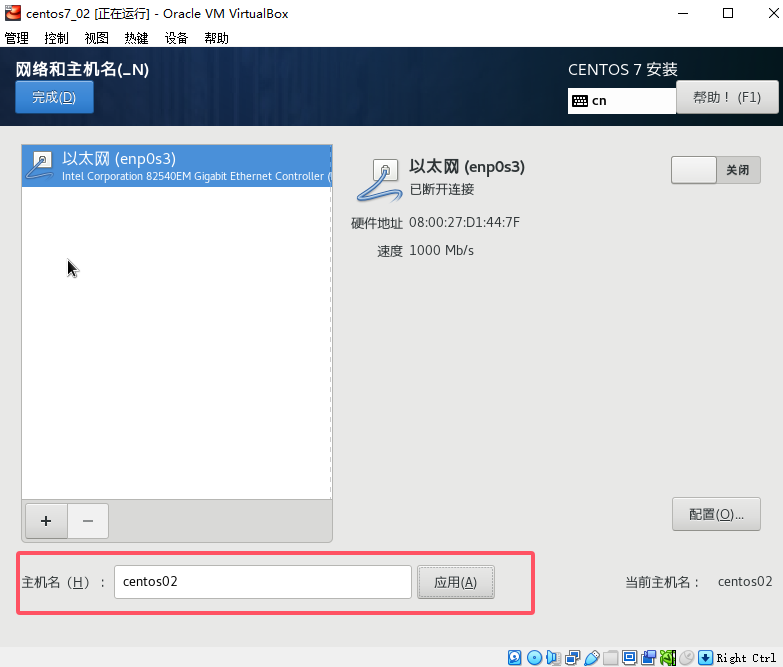 centos7_02 [正在运行] - Oracle VM VirtualBox
管理 控制 视图 热键 设备 帮助
网络和主机名(_N)
CENTOS 7 安装
完成(D)
cn
帮助！ (F1)
以太网 (enp0s3)
Intel Corporation 82540EM Gigabit Ethernet Controller (
以太网 (enp0s3)
已断开连接
关闭
硬件地址 08:00:27:D1:44:7F
速度 1000 Mb/s
+ −
配置(O)...
主机名（H）： centos02 应用(A) 当前主机名： centos02
Right Ctrl